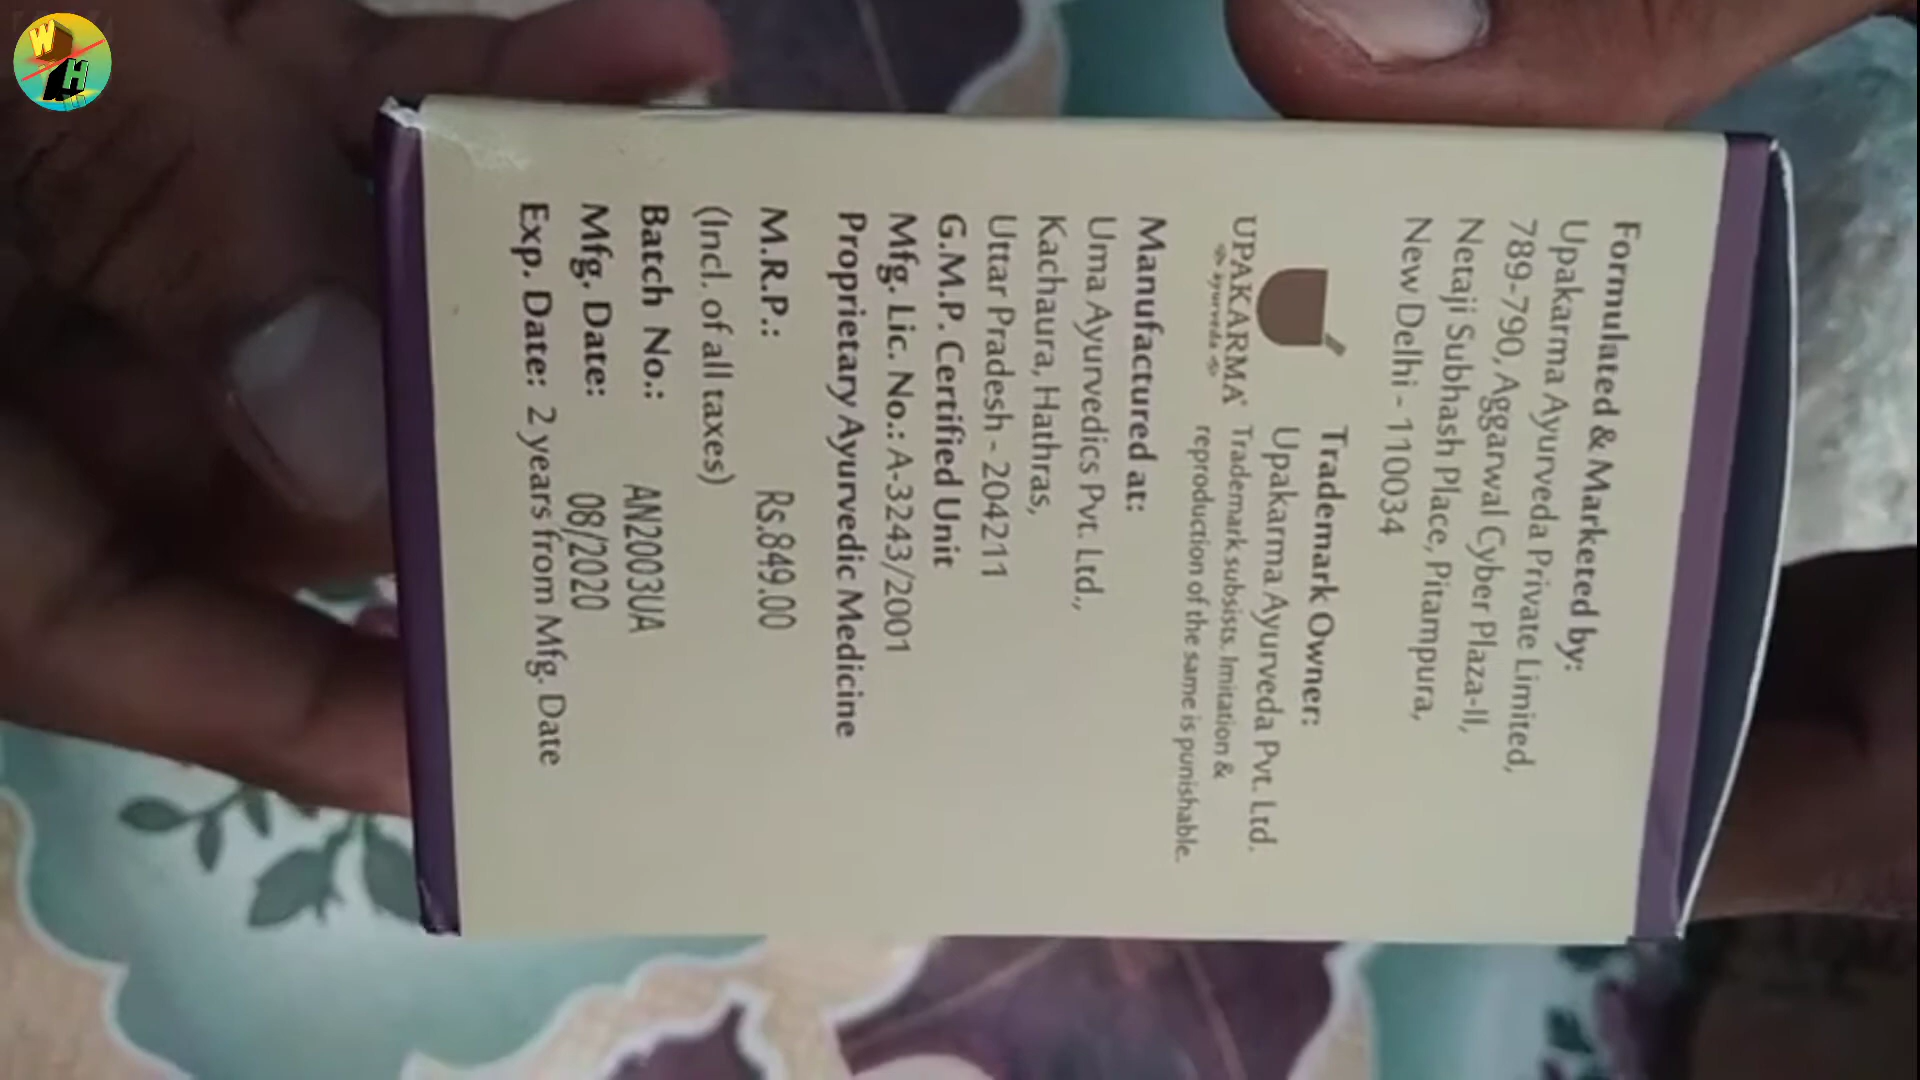 WH
Formulated & Marketed by:
Upakarma Ayurveda Private Limited,
789-790, Aggarwal Cyber Plaza-II,
Netaji Subhash Place, Pitampura,
New Delhi - 110034
UPAKARMA
ayurveda
Trademark Owner:
Upakarma Ayurveda Pvt. Ltd.
Trademark subsists. Imitation &
reproduction of the same is punishable.
Manufactured at:
Uma Ayurvedics Pvt. Ltd.,
Kachaura, Hathras,
Uttar Pradesh - 204211
G.M.P. Certified Unit
Mfg. Lic. No.: A-3243/2001
Proprietary Ayurvedic Medicine
M.R.P.: Rs.849.00
(Incl. of all taxes)
Batch No.: AN2003UA
Mfg. Date: 08/2020
Exp. Date: 2 years from Mfg. Date